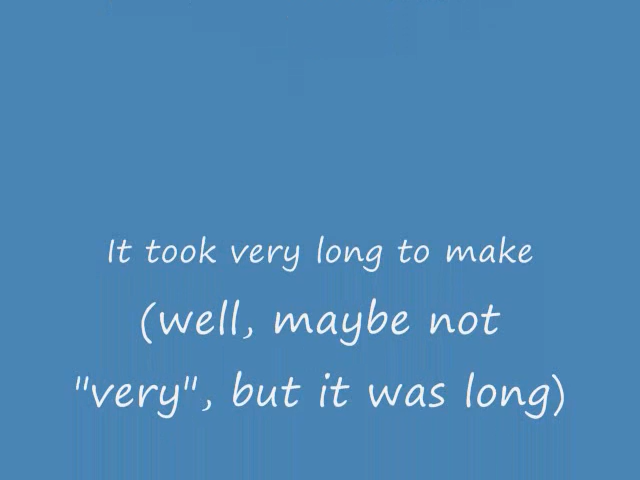 It took very long to make
(well, maybe not
"very", but it was long)